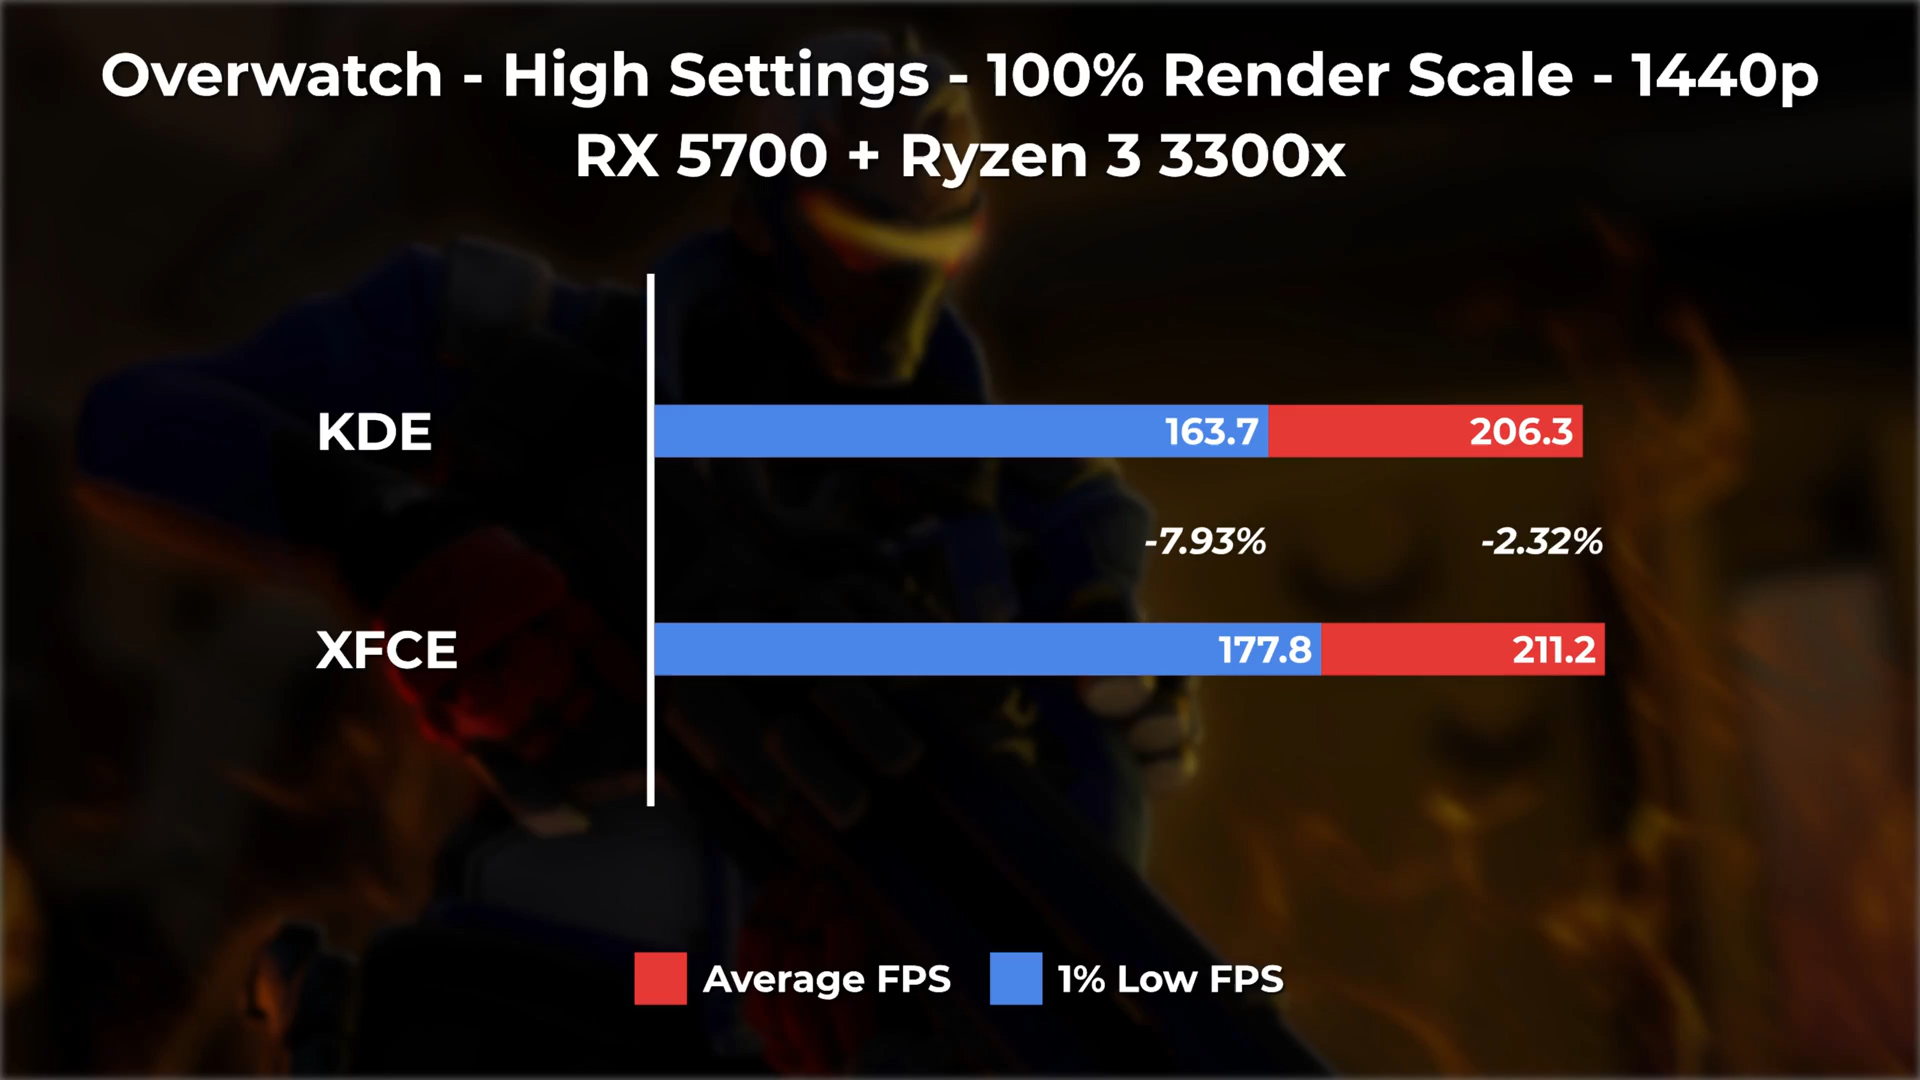 Overwatch - High Settings - 100% Render Scale - 1440p
RX 5700 + Ryzen 3 3300x
KDE 163.7 206.3
-7.93% -2.32%
XFCE 177.8 211.2
Average FPS 1% Low FPS